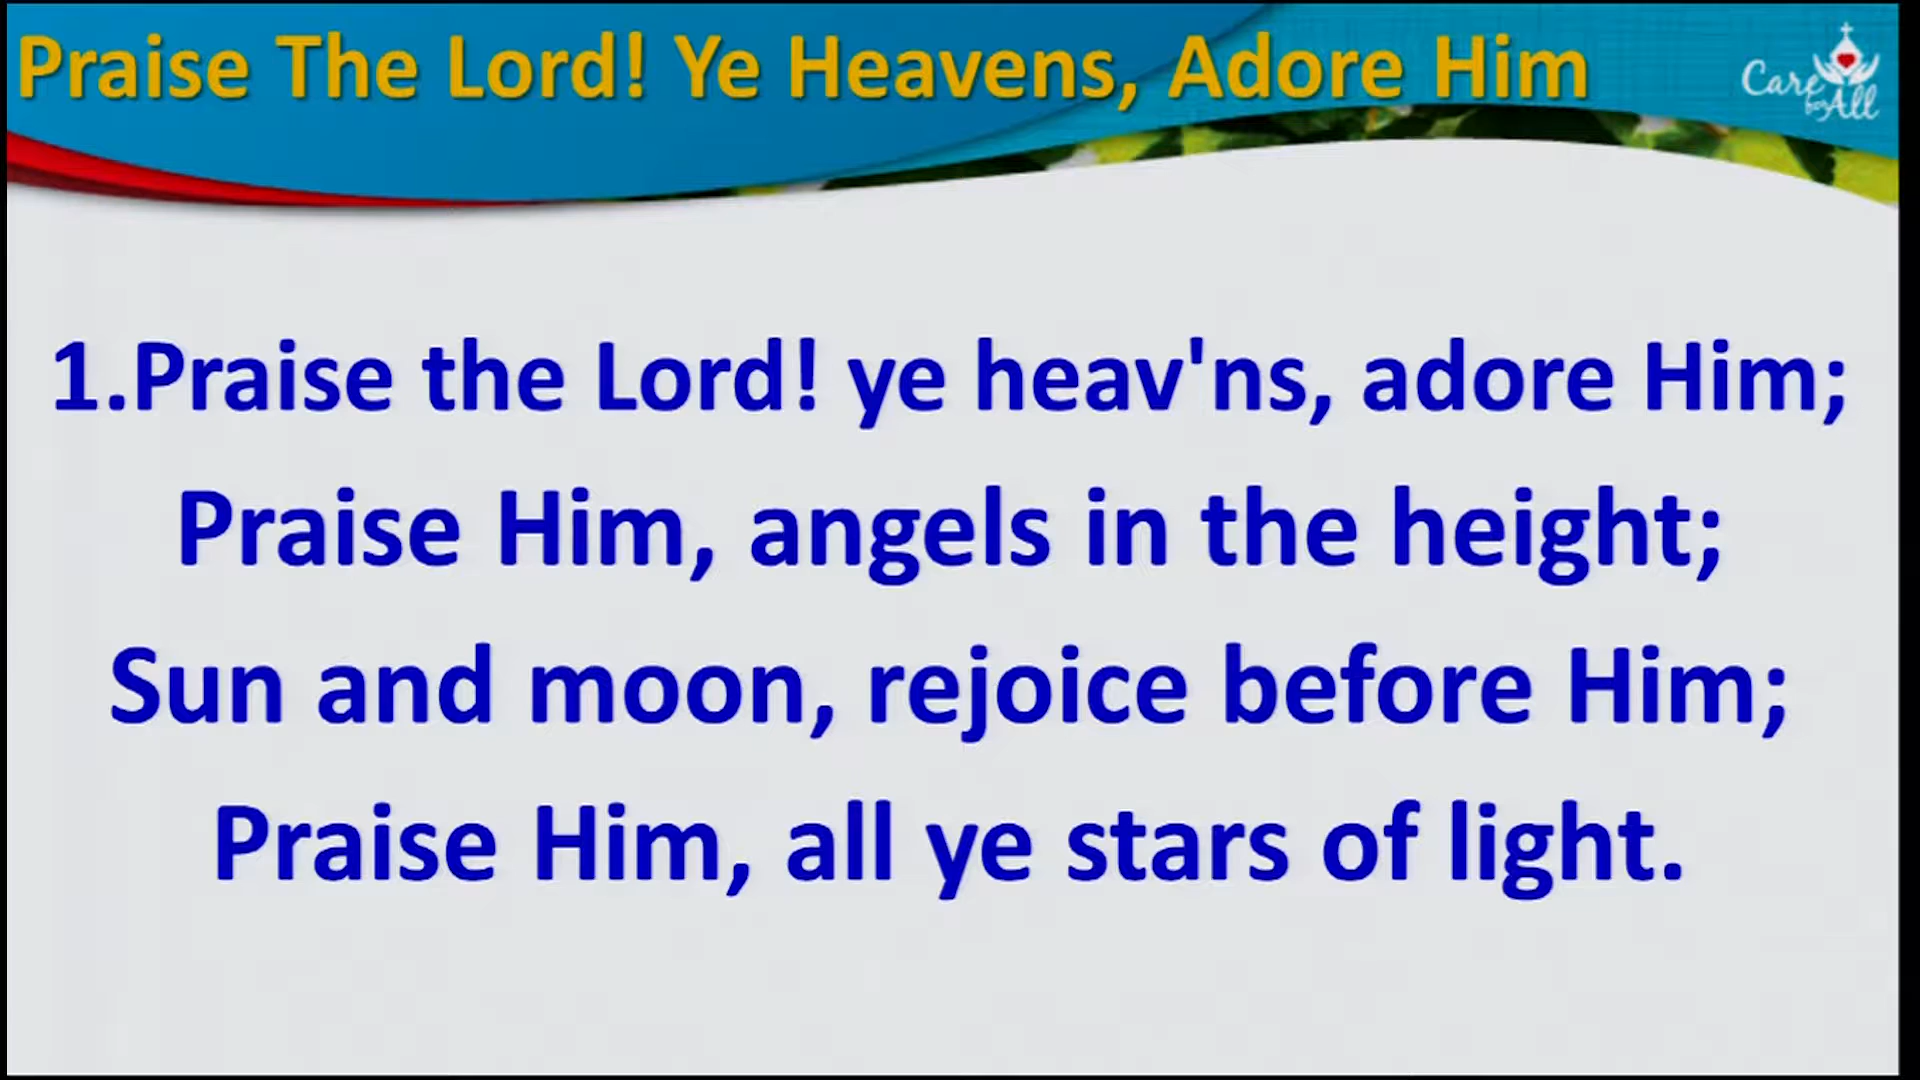 Praise The Lord! Ye Heavens, Adore Him
Care
for All
1.Praise the Lord! ye heav'ns, adore Him;
Praise Him, angels in the height;
Sun and moon, rejoice before Him;
Praise Him, all ye stars of light.